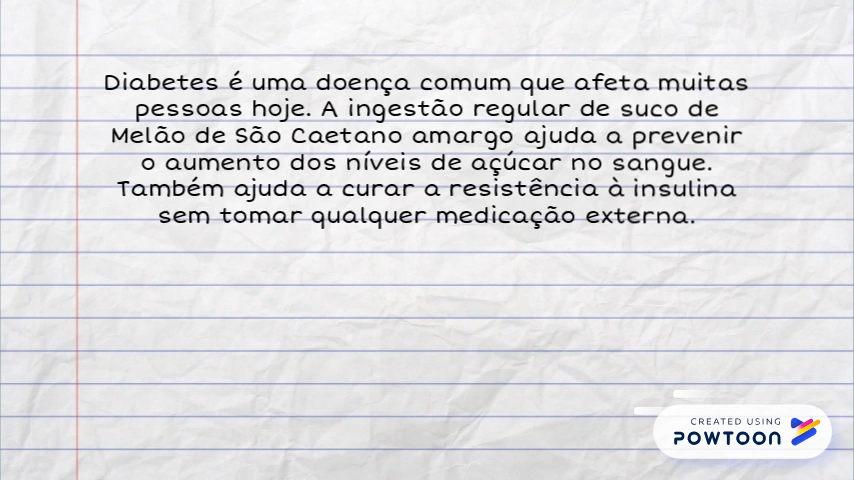 Diabetes é uma doença comum que afeta muitas
pessoas hoje. A ingestão regular de suco de
Melão de São Caetano amargo ajuda a prevenir
o aumento dos níveis de açúcar no sangue.
Também ajuda a curar a resistência à insulina
sem tomar qualquer medicação externa.
CREATED USING
POWTOON